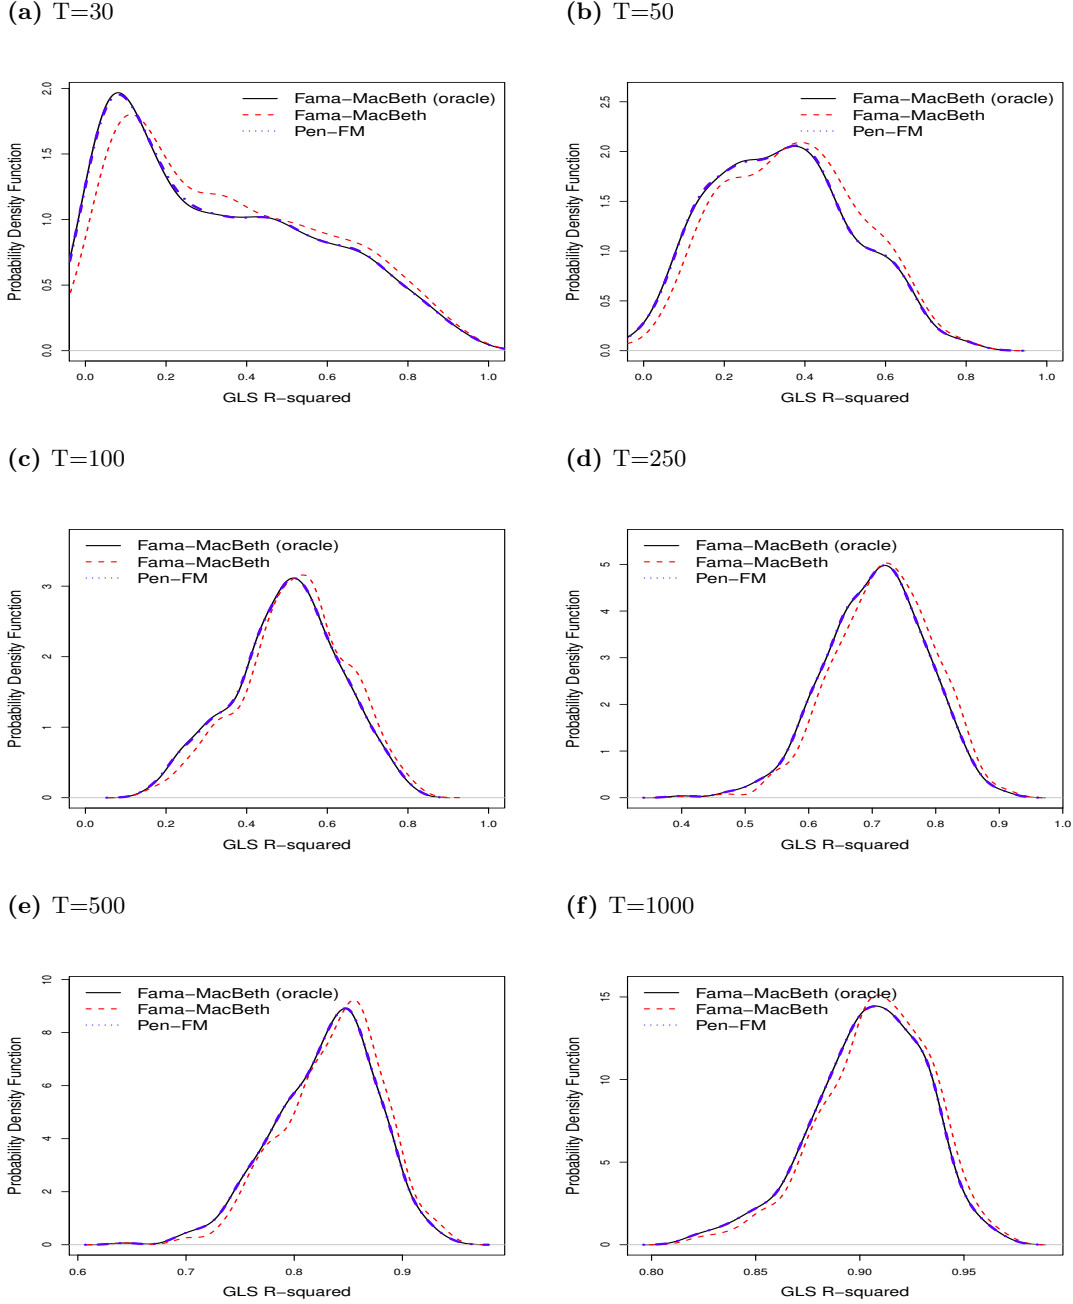 (a) T=30
Probability Density Function
2.0
1.5
1.0
0.5
0.0
Fama-MacBeth (oracle)
Fama-MacBeth
Pen-FM
0.0 0.2 0.4 0.6 0.8 1.0
GLS R-squared
(b) T=50
Probability Density Function
2.5
2.0
1.5
1.0
0.5
0.0
Fama-MacBeth (oracle)
Fama-MacBeth
Pen-FM
0.0 0.2 0.4 0.6 0.8 1.0
GLS R-squared
(c) T=100
Probability Density Function
3
2
1
0
Fama-MacBeth (oracle)
Fama-MacBeth
Pen-FM
0.0 0.2 0.4 0.6 0.8 1.0
GLS R-squared
(d) T=250
Probability Density Function
5
4
3
2
1
0
Fama-MacBeth (oracle)
Fama-MacBeth
Pen-FM
0.4 0.5 0.6 0.7 0.8 0.9 1.0
GLS R-squared
(e) T=500
Probability Density Function
10
8
6
4
2
0
Fama-MacBeth (oracle)
Fama-MacBeth
Pen-FM
0.6 0.7 0.8 0.9
GLS R-squared
(f) T=1000
Probability Density Function
15
10
5
0
Fama-MacBeth (oracle)
Fama-MacBeth
Pen-FM
0.80 0.85 0.90 0.95
GLS R-squared